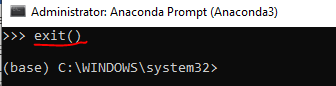 Administrator: Anaconda Prompt (Anaconda3)
>>> exit()
(base) C:\WINDOWS\system32>